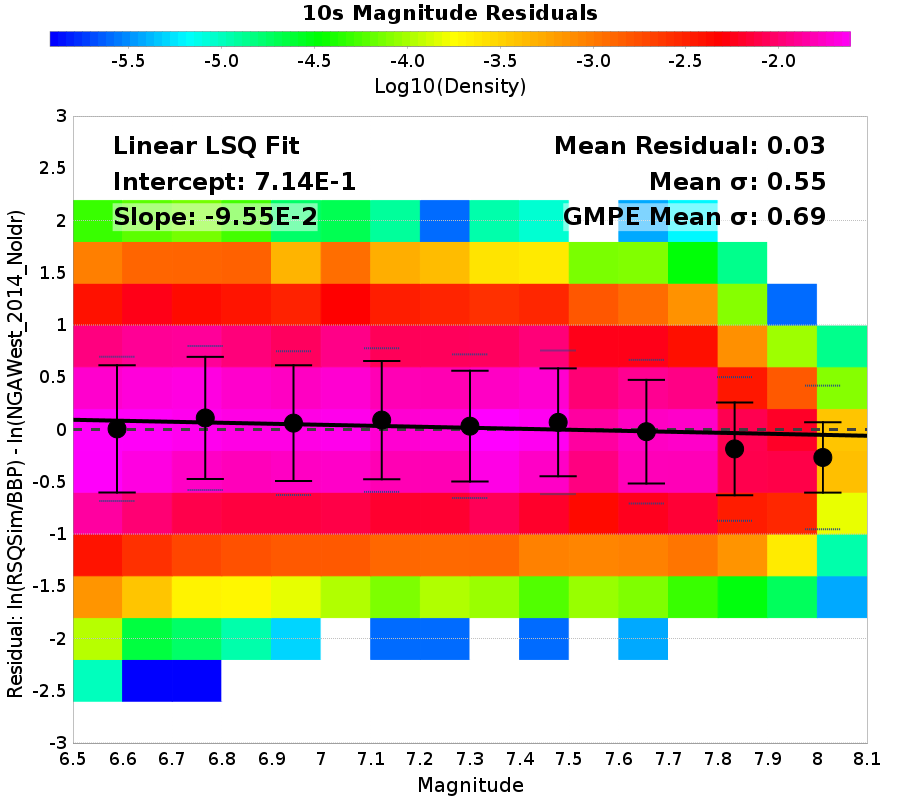 10s Magnitude Residuals
-5.5 -5.0 -4.5 -4.0 -3.5 -3.0 -2.5 -2.0
Log10(Density)
Linear LSQ Fit
Intercept: 7.14E-1
Slope: -9.55E-2
Mean Residual: 0.03
Mean σ: 0.55
GMPE Mean σ: 0.69
Residual: ln(RSQSim/BBP) - ln(NGAWest_2014_NoIdr)
3
2.5
2
1.5
1
0.5
0
-0.5
-1
-1.5
-2
-2.5
-3
6.5 6.6 6.7 6.8 6.9 7 7.1 7.2 7.3 7.4 7.5 7.6 7.7 7.8 7.9 8 8.1
Magnitude